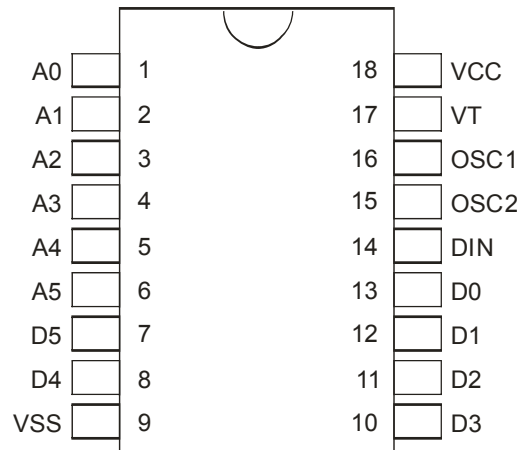 A0 1 18 VCC
A1 2 17 VT
A2 3 16 OSC1
A3 4 15 OSC2
A4 5 14 DIN
A5 6 13 D0
D5 7 12 D1
D4 8 11 D2
VSS 9 10 D3